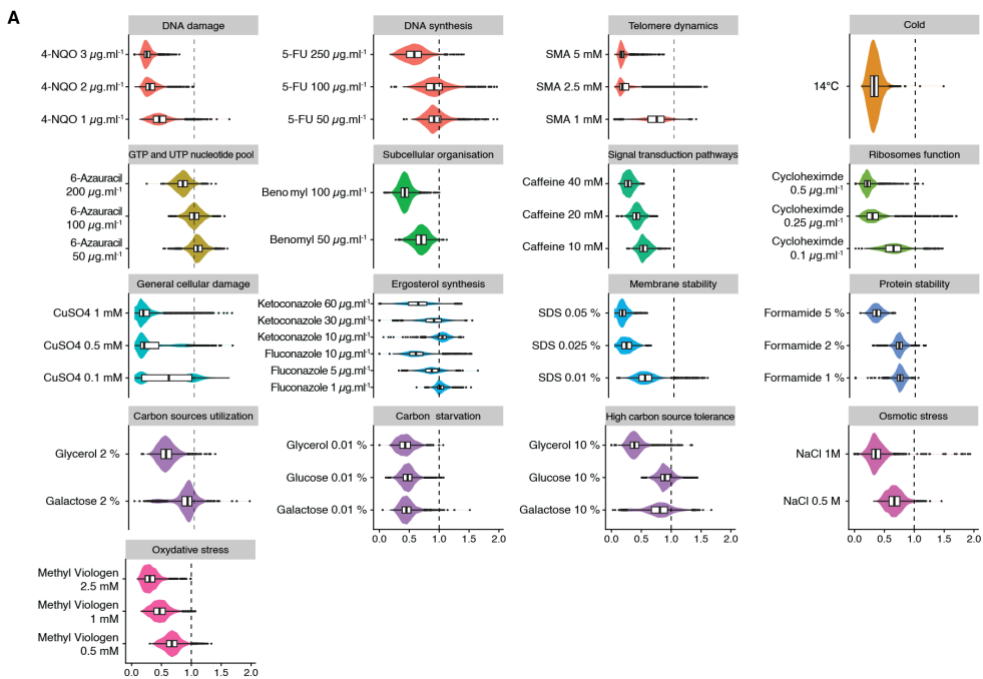 A
DNA damage
4-NQO 3 µg.ml-1
4-NQO 2 µg.ml-1
4-NQO 1 µg.ml-1
DNA synthesis
5-FU 250 µg.ml-1
5-FU 100 µg.ml-1
5-FU 50 µg.ml-1
Telomere dynamics
SMA 5 mM
SMA 2.5 mM
SMA 1 mM
Cold
14°C
GTP and UTP nucleotide pool
6-Azauracil
200 µg.ml-1
6-Azauracil
100 µg.ml-1
6-Azauracil
50 µg.ml-1
Subcellular organisation
Benomyl 100 µg.ml-1
Benomyl 50 µg.ml-1
Signal transduction pathways
Caffeine 40 mM
Caffeine 20 mM
Caffeine 10 mM
Ribosomes function
Cycloheximde
0.5 µg.ml-1
Cycloheximde
0.25 µg.ml-1
Cycloheximde
0.1 µg.ml-1
General cellular damage
CuSO4 1 mM
CuSO4 0.5 mM
CuSO4 0.1 mM
Ergosterol synthesis
Ketoconazole 60 µg.ml-1
Ketoconazole 30 µg.ml-1
Ketoconazole 10 µg.ml-1
Fluconazole 10 µg.ml-1
Fluconazole 5 µg.ml-1
Fluconazole 1 µg.ml-1
Membrane stability
SDS 0.05 %
SDS 0.025 %
SDS 0.01 %
Protein stability
Formamide 5 %
Formamide 2 %
Formamide 1 %
Carbon sources utilization
Glycerol 2 %
Galactose 2 %
Carbon starvation
Glycerol 0.01 %
Glucose 0.01 %
Galactose 0.01 %
0.0 0.5 1.0 1.5 2.0
High carbon source tolerance
Glycerol 10 %
Glucose 10 %
Galactose 10 %
0.0 0.5 1.0 1.5 2.0
Osmotic stress
NaCl 1M
NaCl 0.5 M
0.0 0.5 1.0 1.5 2.0
Oxydative stress
Methyl Viologen
2.5 mM
Methyl Viologen
1 mM
Methyl Viologen
0.5 mM
0.0 0.5 1.0 1.5 2.0